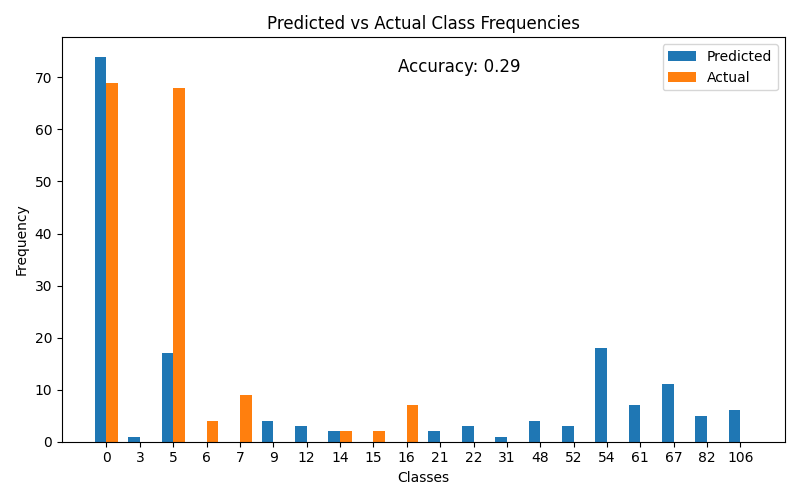 Predicted vs Actual Class Frequencies
Accuracy: 0.29
Predicted
Actual
Frequency
70
60
50
40
30
20
10
0
0 3 5 6 7 9 12 14 15 16 21 22 31 48 52 54 61 67 82 106
Classes